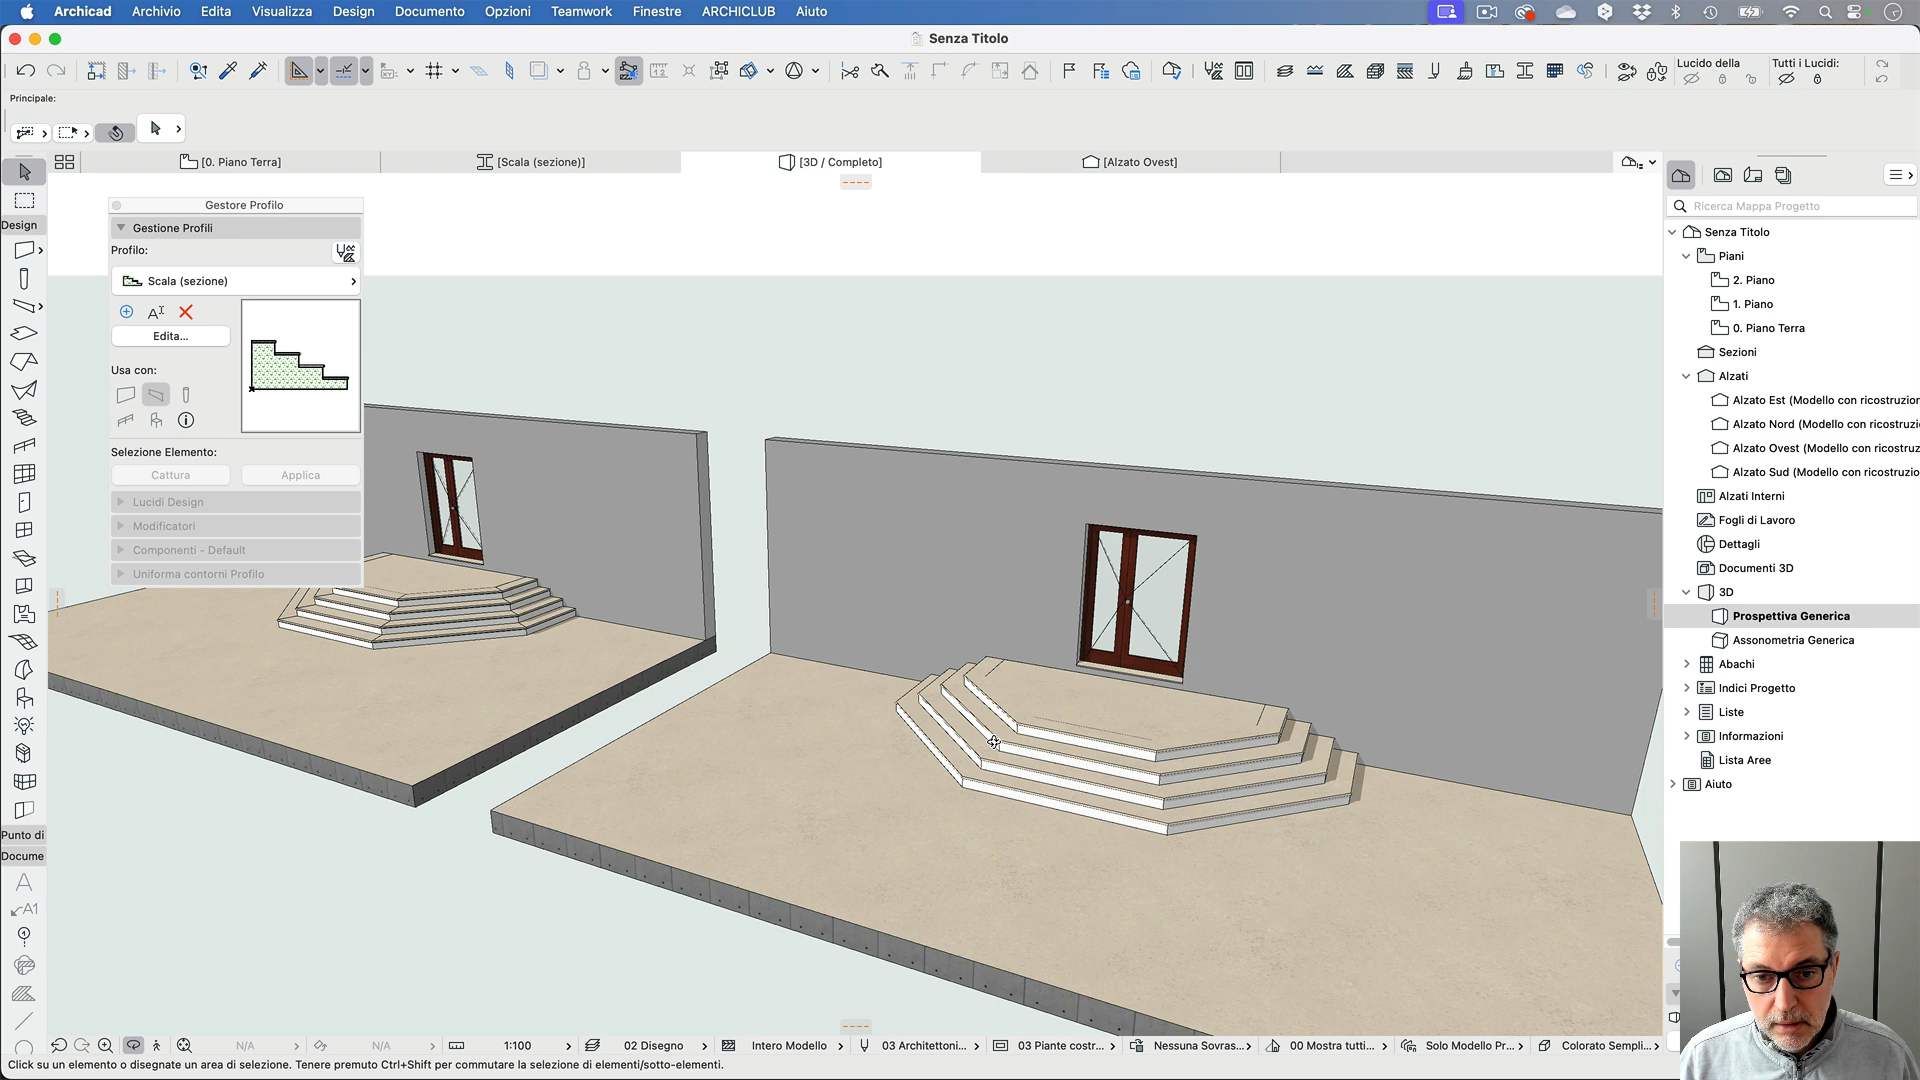 Archicad Archivio Edita Visualizza Design Documento Opzioni Teamwork Finestre ARCHICLUB Aiuto
Senza Titolo
Lucido della
Tutti i Lucidi:
Principale:
[0. Piano Terra]
[Scala (sezione)]
[3D / Completo]
[Alzato Ovest]
Design
Punto di
Docume
Gestore Profilo
Gestione Profili
Profilo:
Scala (sezione)
Edita...
Usa con:
Selezione Elemento:
Cattura
Applica
Lucidi Design
Modificatori
Componenti - Default
Uniforma contorni Profilo
Ricerca Mappa Progetto
Senza Titolo
Piani
2. Piano
1. Piano
0. Piano Terra
Sezioni
Alzati
Alzato Est (Modello con ricostruzior
Alzato Nord (Modello con ricostruzi
Alzato Ovest (Modello con ricostruz
Alzato Sud (Modello con ricostruzio
Alzati Interni
Fogli di Lavoro
Dettagli
Documenti 3D
3D
Prospettiva Generica
Assonometria Generica
Abachi
Indici Progetto
Liste
Informazioni
Lista Aree
Aiuto
N/A
N/A
1:100
02 Disegno
Intero Modello
03 Architettoni...
03 Piante costr...
Nessuna Sovras...
00 Mostra tutti...
Solo Modello Pr...
Colorato Sempli...
Click su un elemento o disegnate un area di selezione. Tenere premuto Ctrl+Shift per commutare la selezione di elementi/sotto-elementi.